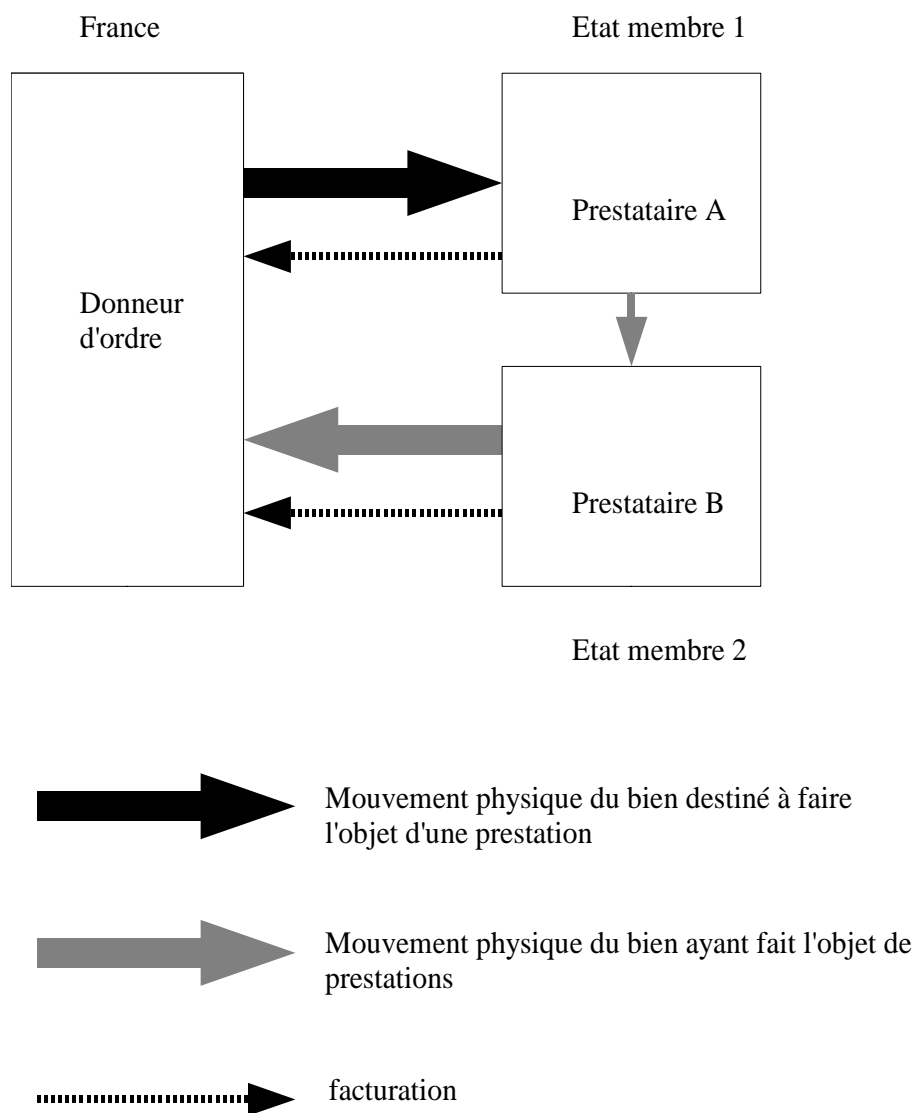 France
Etat membre 1
Prestataire A
Donneur
d'ordre
Prestataire B
Etat membre 2
Mouvement physique du bien destiné à faire
l'objet d'une prestation
Mouvement physique du bien ayant fait l'objet de
prestations
facturation